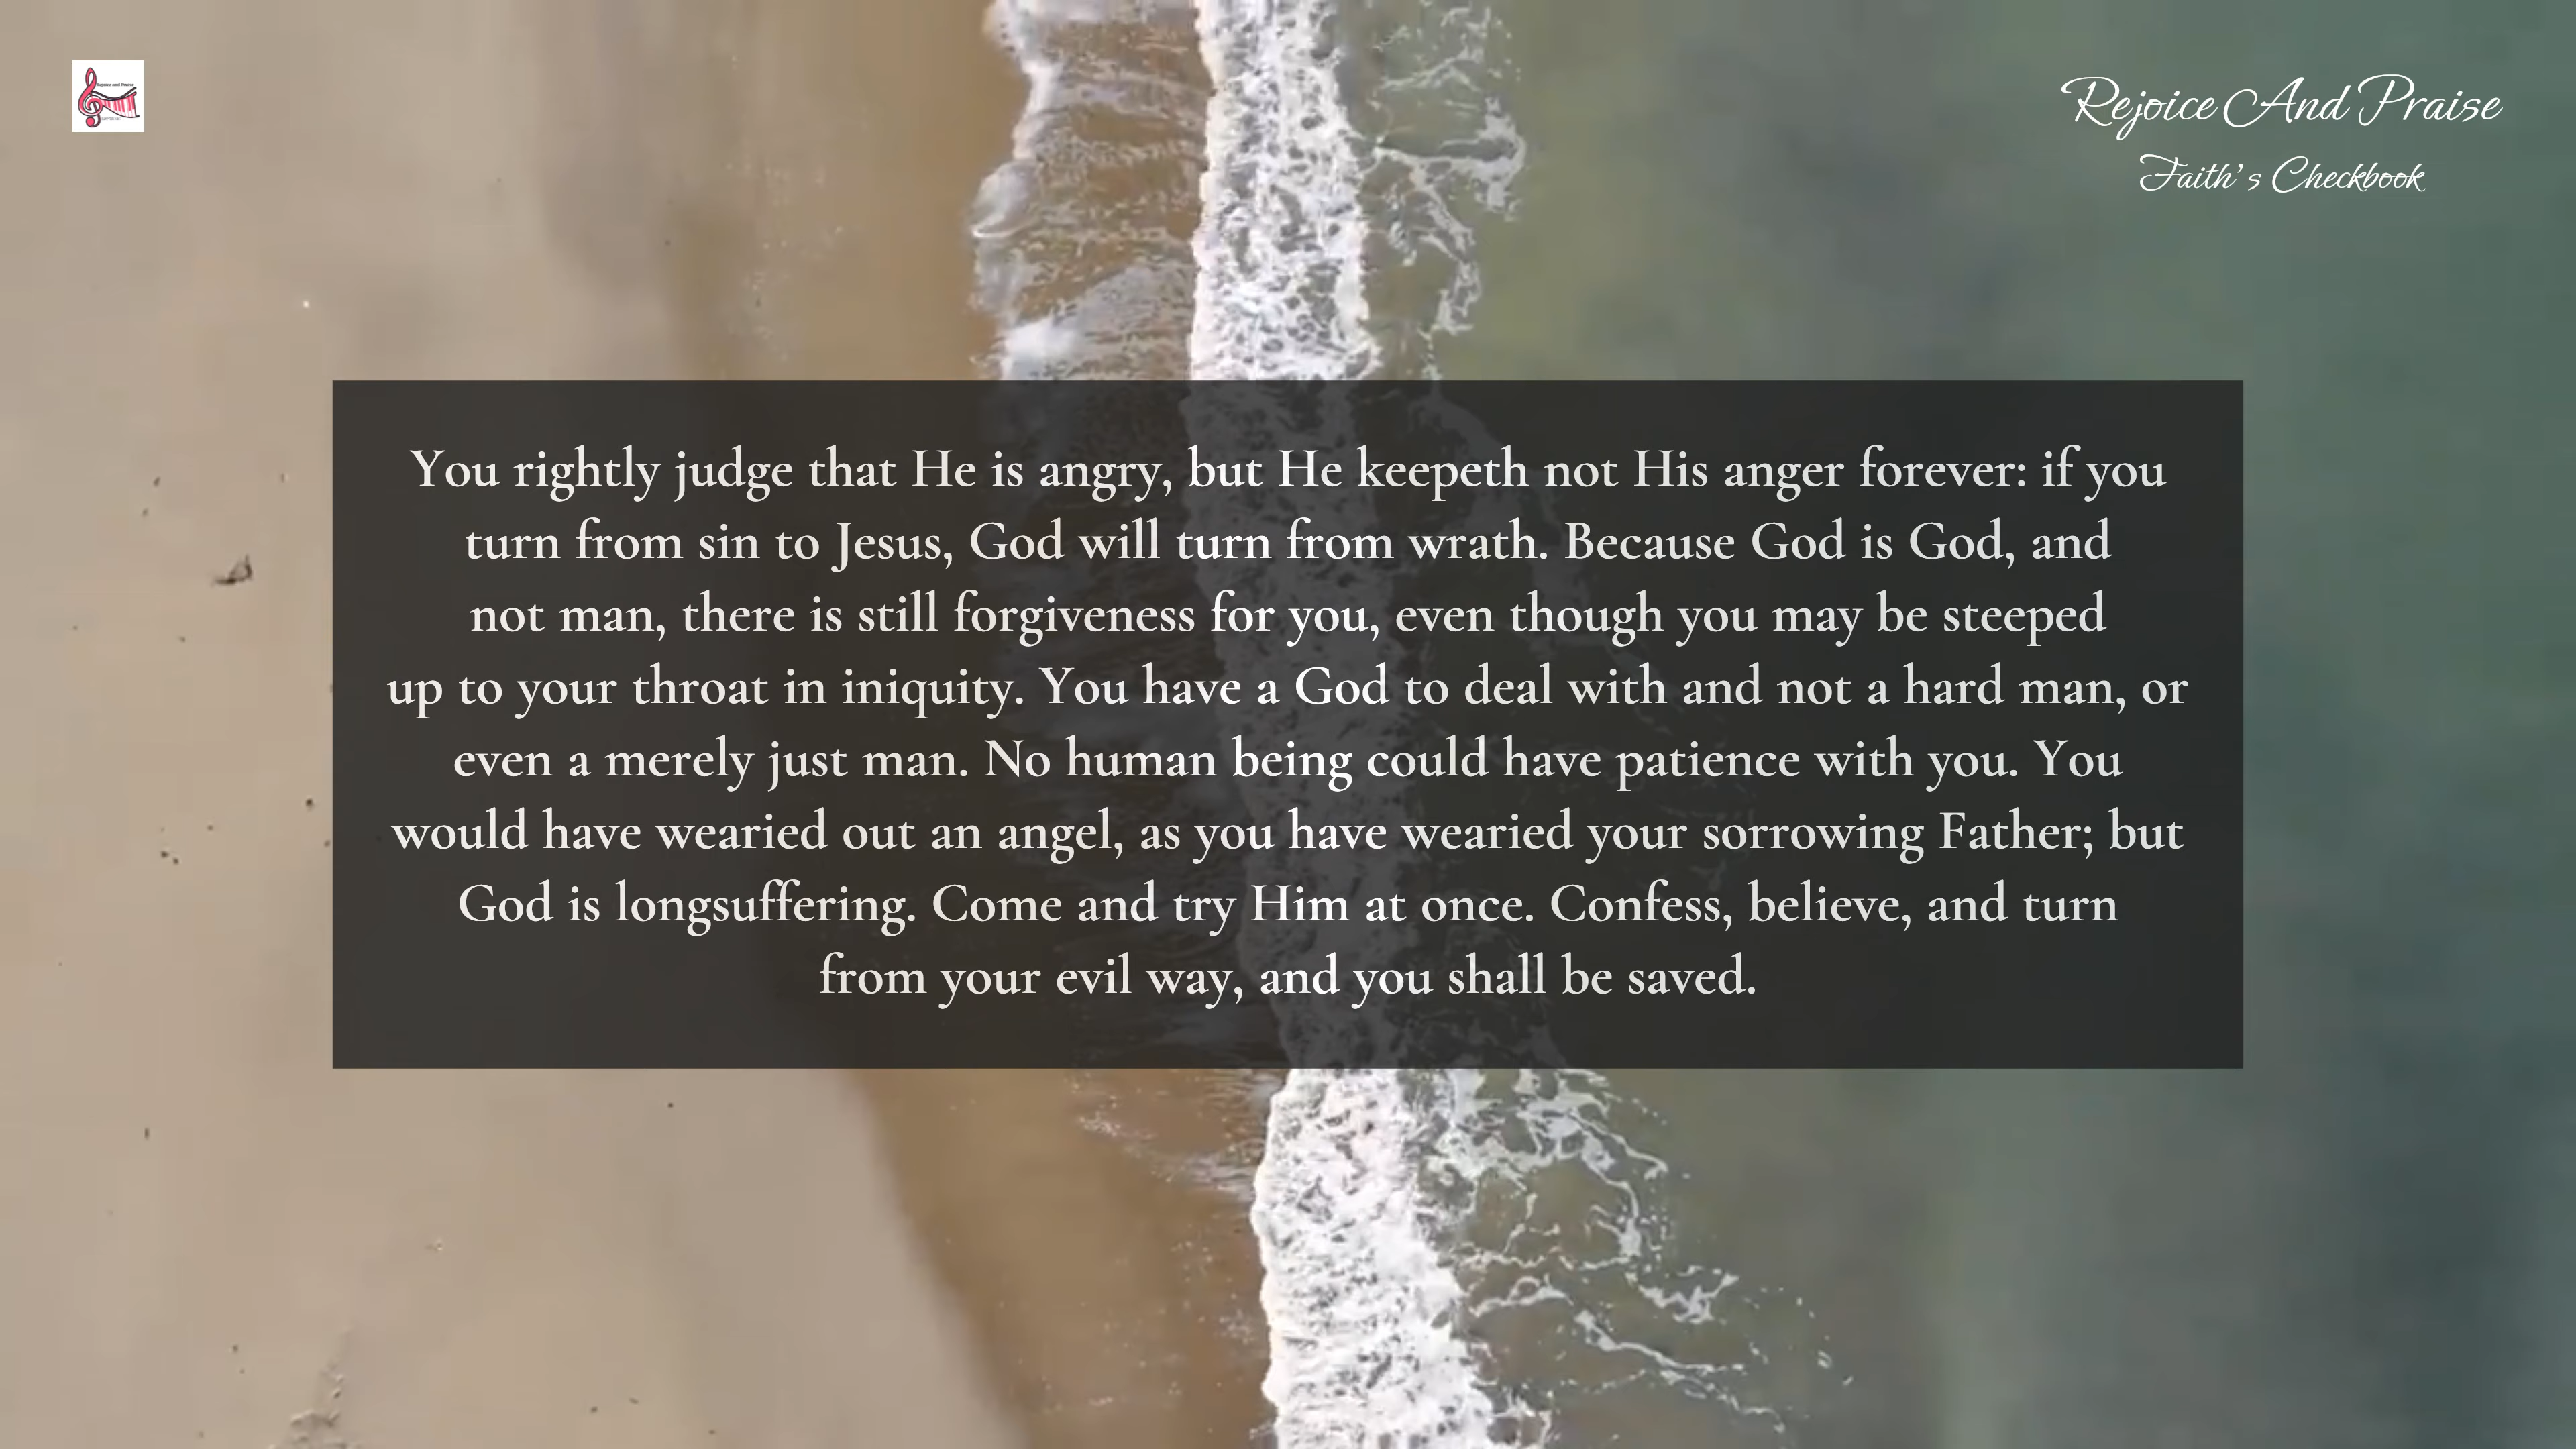 Rejoice and Praise
Rejoice And Praise
Faith's Checkbook
You rightly judge that He is angry, but He keepeth not His anger forever: if you
turn from sin to Jesus, God will turn from wrath. Because God is God, and
not man, there is still forgiveness for you, even though you may be steeped
up to your throat in iniquity. You have a God to deal with and not a hard man, or
even a merely just man. No human being could have patience with you. You
would have wearied out an angel, as you have wearied your sorrowing Father; but
God is longsuffering. Come and try Him at once. Confess, believe, and turn
from your evil way, and you shall be saved.